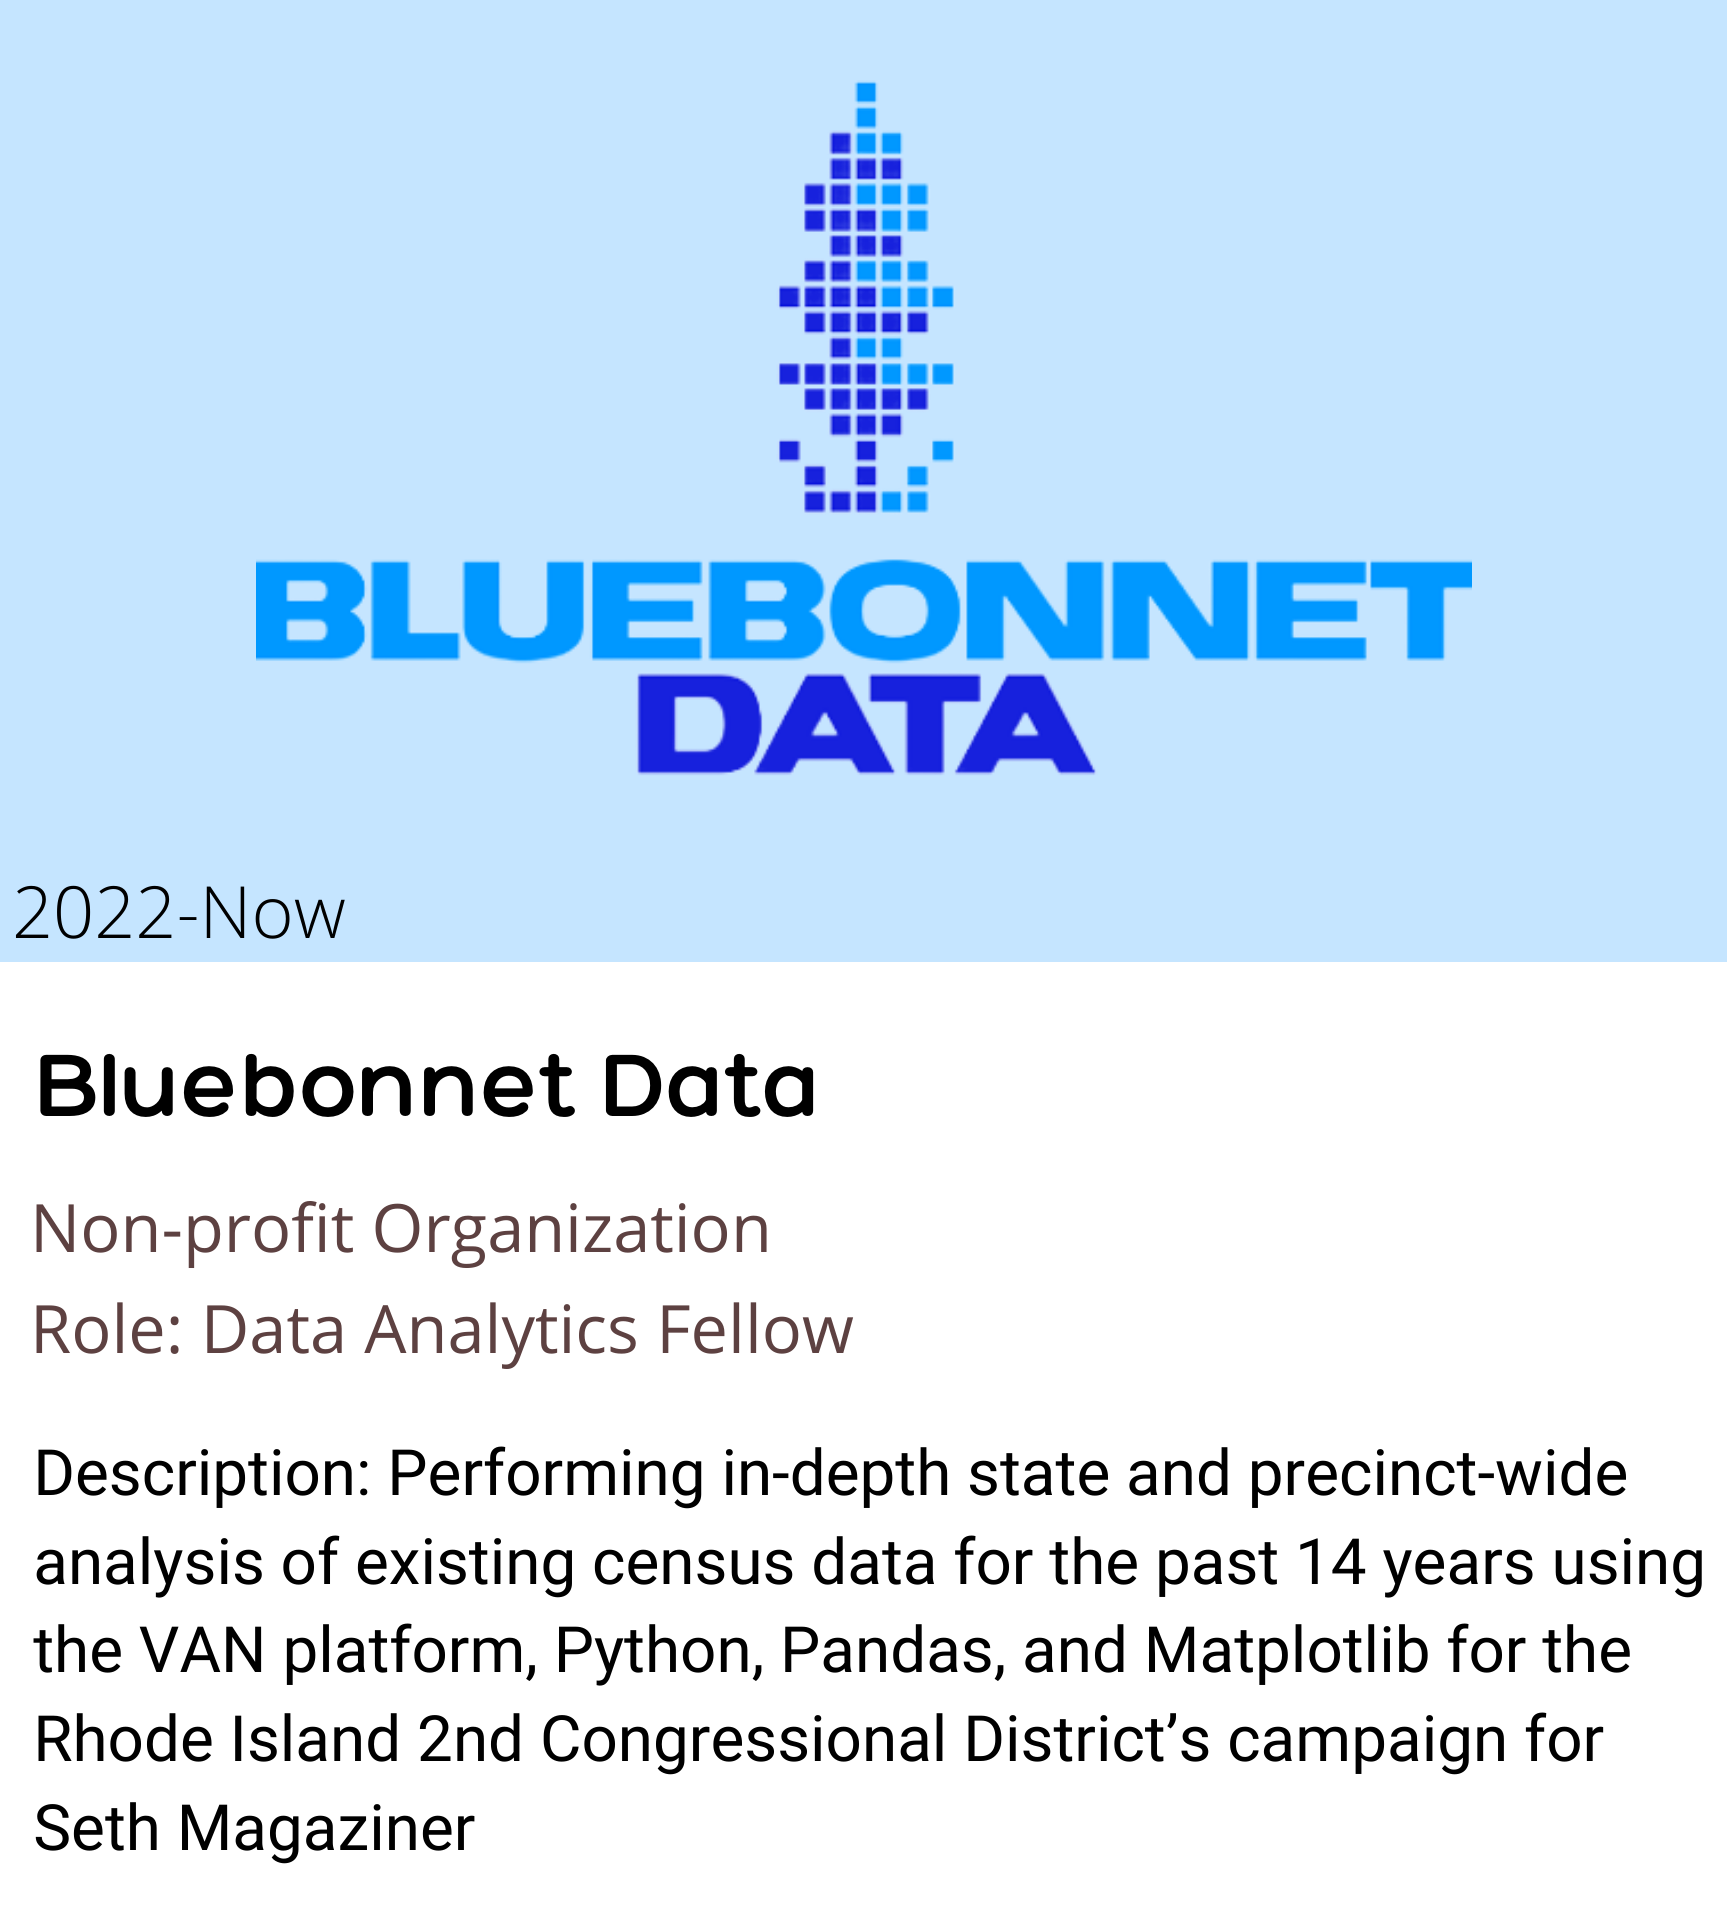 BLUEBONNET
DATA
2022-Now
Bluebonnet Data
Non-profit Organization
Role: Data Analytics Fellow
Description: Performing in-depth state and precinct-wide
analysis of existing census data for the past 14 years using
the VAN platform, Python, Pandas, and Matplotlib for the
Rhode Island 2nd Congressional District’s campaign for
Seth Magaziner